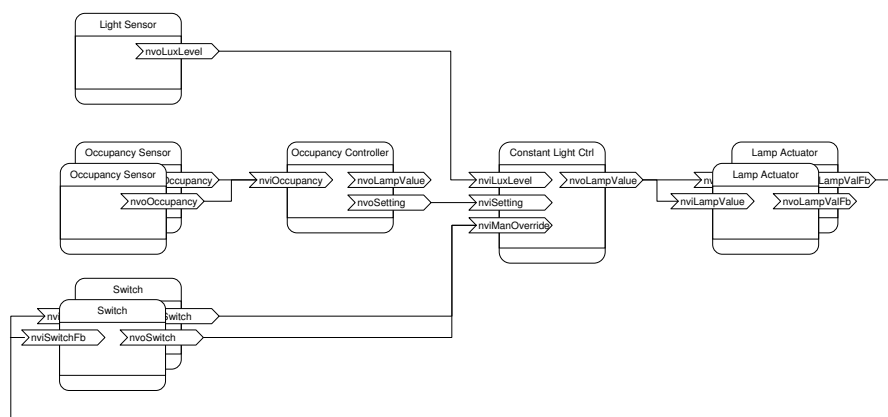 Light Sensor
nvoLuxLevel
Occupancy Sensor
Occupancy
Occupancy Sensor
nvoOccupancy
Occupancy Controller
nviOccupancy
nvoLampValue
nvoSetting
Constant Light Ctrl
nviLuxLevel
nvoLampValue
nviSetting
nviManOverride
Lamp Actuator
LampValFb
Lamp Actuator
nviLampValue
nvoLampValFb
Switch
nvi
Switch
Switch
nviSwitchFb
nvoSwitch